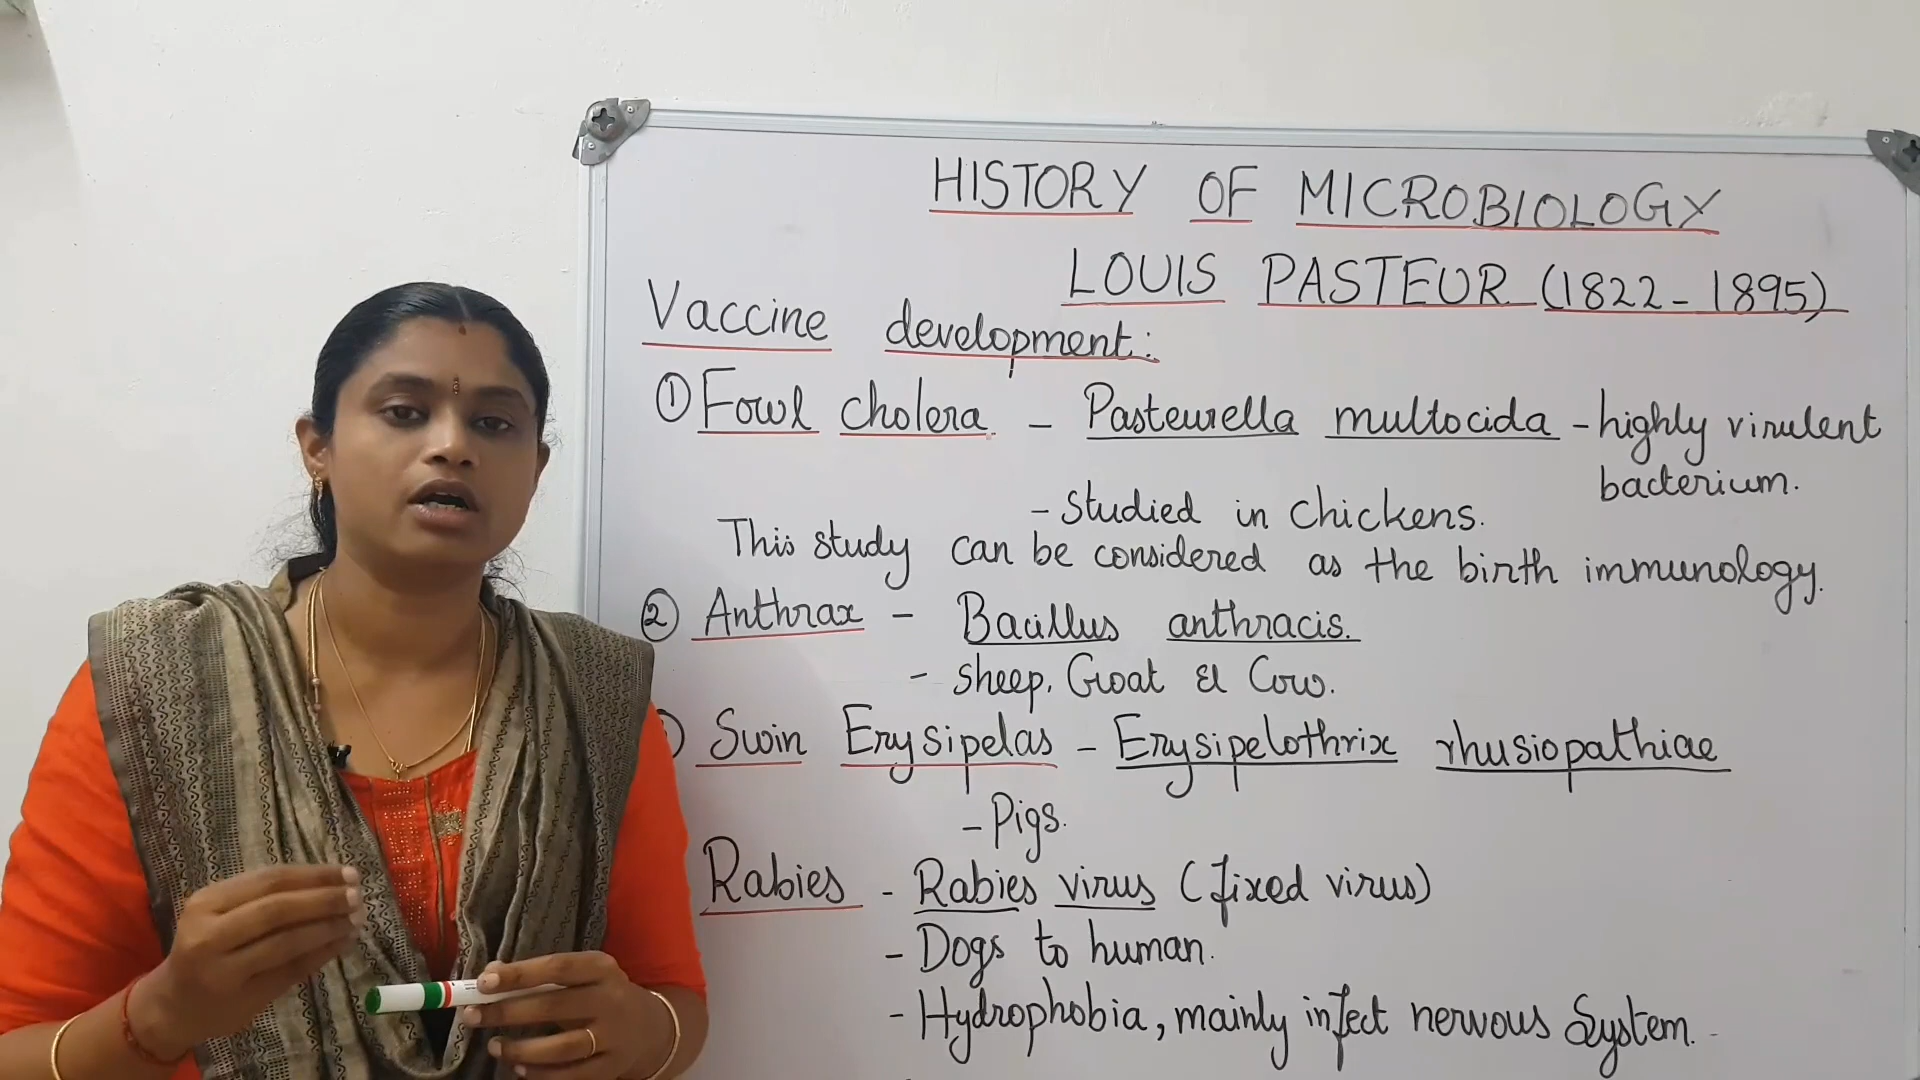 HISTORY OF MICROBIOLOGY
LOUIS PASTEUR (1822-1895)
Vaccine development:
① Fowl cholera - Pasteurella multocida - highly virulent
bacterium.
- studied in chickens.
This study can be considered as the birth immunology.
② Anthrax - Bacillus anthracis.
- sheep, Goat & Cow.
Swin Erysipelas - Erysipelothrix rhusiopathiae
- Pigs.
Rabies - Rabies virus (fixed virus)
- Dogs to human.
- Hydrophobia, mainly infect nervous System.